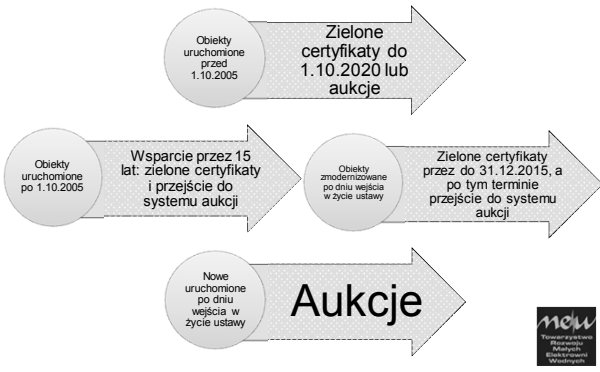 Obiekty
uruchomione
przed
1.10.2005
Zielone
certyfikaty do
1.10.2020 lub
aukcje
Obiekty
uruchomione
po 1.10.2005
Wsparcie przez 15
lat: zielone certyfikaty
i przejście do
systemu aukcji
Obiekty
zmodernizowane
po dniu wejścia
w życie ustawy
Zielone certyfikaty
przez do 31.12.2015, a
po tym terminie
przejście do systemu
aukcji
Nowe
uruchomione
po dniu
wejścia w
życie ustawy
Aukcje
mew
Towarzystwo
Rozwoju
Małych
Elektrowni
Wodnych